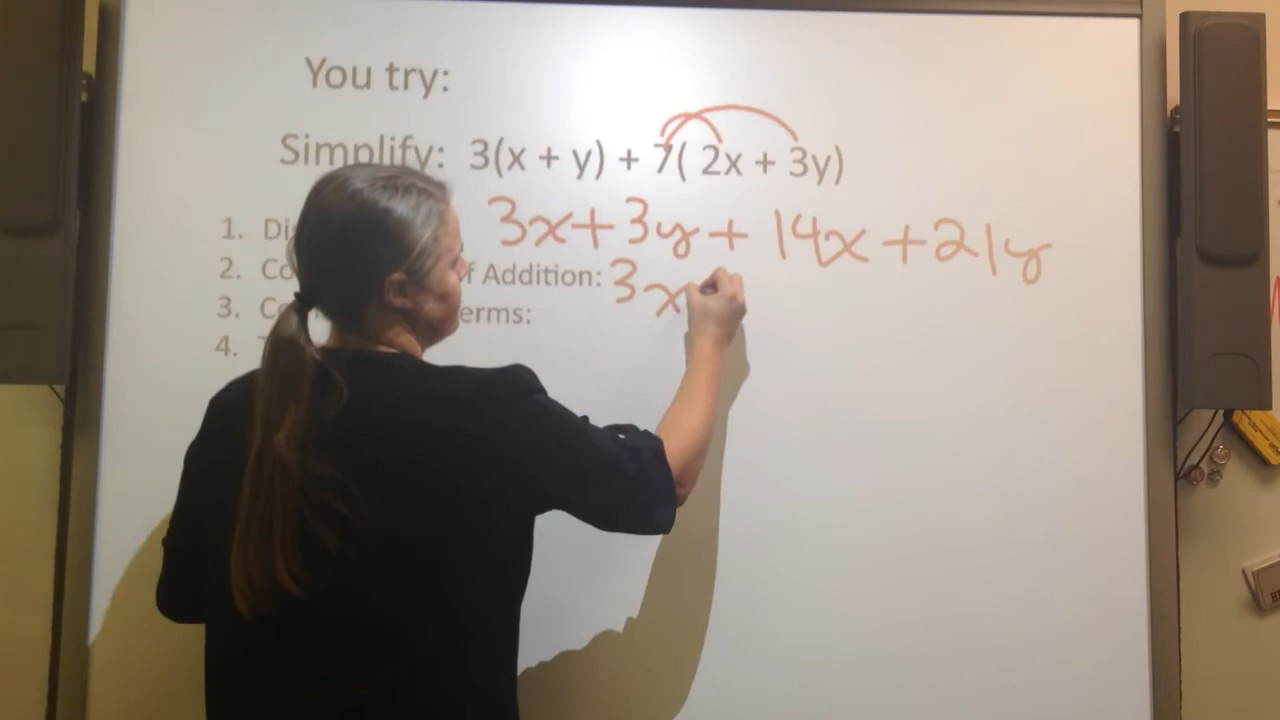 You try:
Simplify: 3(x + y) + 7( 2x + 3y)
1. Di
3x+3y+14x+21y
2. Co f Addition: 3x
3. C erms:
4.